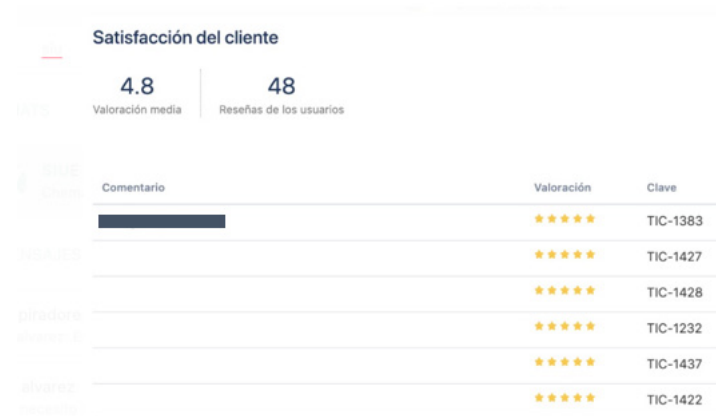 Satisfacción del cliente
4.8 48
Valoración media Reseñas de los usuarios
Comentario Valoración Clave
TIC-1383
TIC-1427
TIC-1428
TIC-1232
TIC-1437
TIC-1422